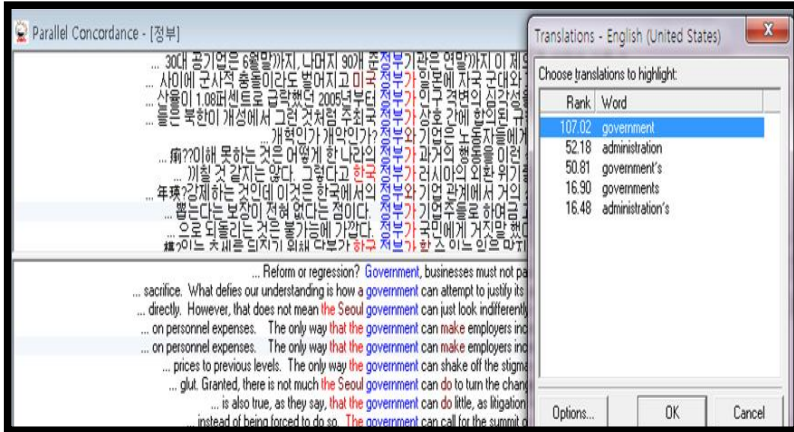 Parallel Concordance - [정부]
... 30대 공기업은 6월말까지, 나머지 90개 준정부기관은 연말까지 이 제도
... 사이에 군사적 충돌이라도 벌어지고 미국 정부가 일본에 자국 군대와
... 산율이 1.08퍼센트로 급락했던 2005년부터 정부가 인구 격변의 심각성을
... 들은 북한이 개성에서 그런 것처럼 주최국 정부가 상호 간에 합의된 규
... 개혁인가 개악인가? 정부와 기업은 노동자들에게
... ??이해 못하는 것은 어떻게 한 나라의 정부가 과거의 행동을 이런
... 끼칠 것 같지는 않다. 그렇다고 한국 정부가 러시아의 외환 위기를
... ?강제하는 것인데 이것은 한국에서의 정부와 기업 관계에서 거의
... 뽑는다는 보장이 전혀 없다는 점이다. 정부가 기업주들로 하여금 고
... 으로 되돌리는 것은 불가능에 가깝다. 정부가 국민에게 거짓말 했다
한국 정부가 할 수 있는 일은 많지
... Reform or regression? Government, businesses must not pa
... sacrifice. What defies our understanding is how a government can attempt to justify its
... directly. However, that does not mean the Seoul government can just look indifferently
... on personnel expenses. The only way that the government can make employers inc
... on personnel expenses. The only way that the government can make employers inc
... prices to previous levels. The only way the government can shake off the stigma
... glut. Granted, there is not much the Seoul government can do to turn the chang
... is also true, as they say, that the government can do little, as litigation
... instead of being forced to do so. The government can call for the summit o
Translations - English (United States)
Choose translations to highlight:
Rank Word
107.02 government
52.18 administration
50.81 government's
16.90 governments
16.48 administration's
Options... OK Cancel